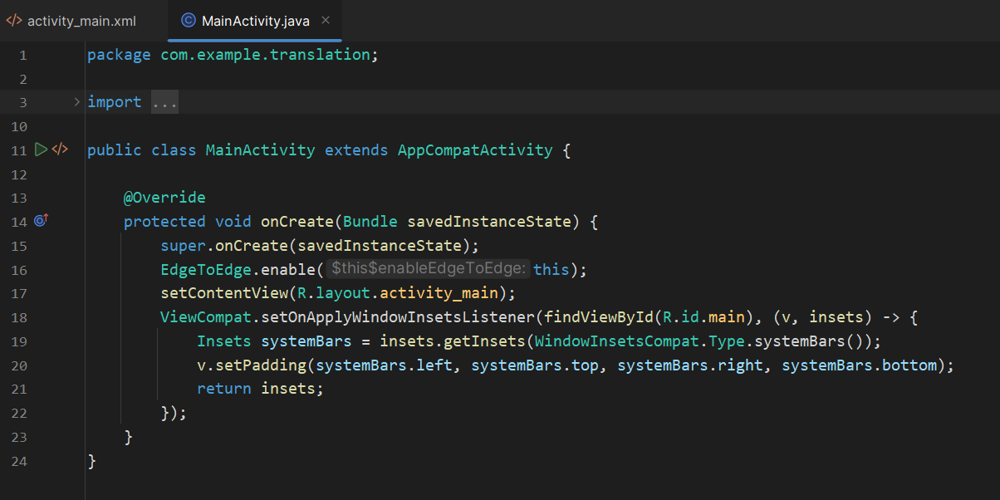 activity_main.xml
MainActivity.java
1 package com.example.translation;
2
3 import ...
10
11 public class MainActivity extends AppCompatActivity {
12
13     @Override
14     protected void onCreate(Bundle savedInstanceState) {
15         super.onCreate(savedInstanceState);
16         EdgeToEdge.enable( $this$enableEdgeToEdge: this);
17         setContentView(R.layout.activity_main);
18         ViewCompat.setOnApplyWindowInsetsListener(findViewById(R.id.main), (v, insets) -> {
19             Insets systemBars = insets.getInsets(WindowInsetsCompat.Type.systemBars());
20             v.setPadding(systemBars.left, systemBars.top, systemBars.right, systemBars.bottom);
21             return insets;
22         });
23     }
24 }